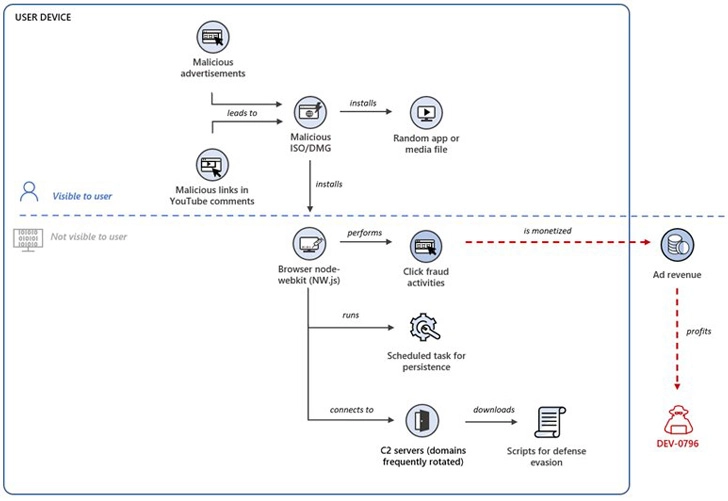 USER DEVICE
Malicious
advertisements
leads to
Malicious
ISO/DMG
installs
Random app or
media file
Malicious links in
YouTube comments
installs
Visible to user
101010
010101
101010
Not visible to user
Browser node-
webkit (NW.js)
performs
Click fraud
activities
is monetized
Ad revenue
runs
Scheduled task for
persistence
profits
connects to
C2 servers (domains
frequently rotated)
downloads
Scripts for defense
evasion
DEV-0796